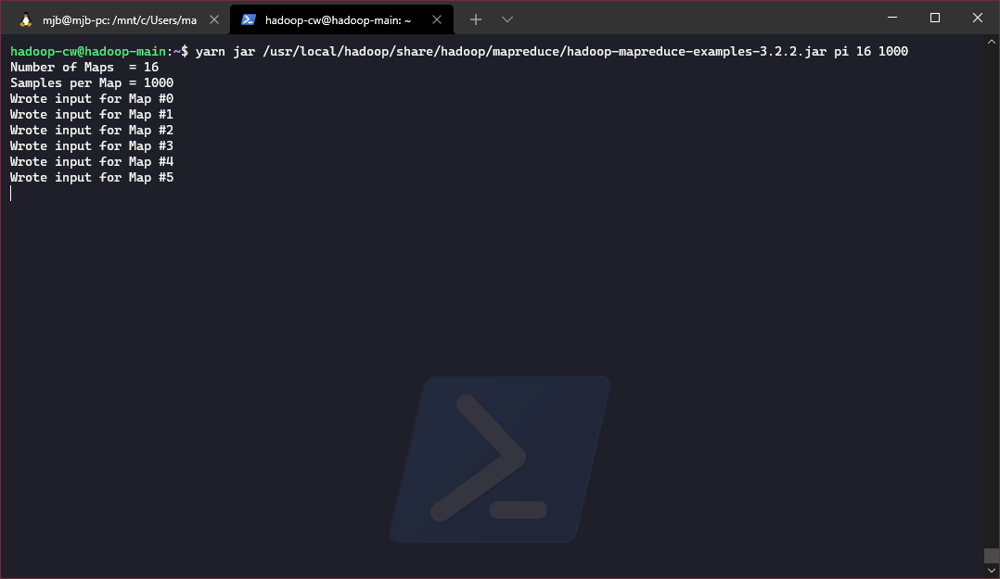 mjb@mjb-pc: /mnt/c/Users/ma
hadoop-cw@hadoop-main: ~
hadoop-cw@hadoop-main:~$ yarn jar /usr/local/hadoop/share/hadoop/mapreduce/hadoop-mapreduce-examples-3.2.2.jar pi 16 1000
Number of Maps  = 16
Samples per Map = 1000
Wrote input for Map #0
Wrote input for Map #1
Wrote input for Map #2
Wrote input for Map #3
Wrote input for Map #4
Wrote input for Map #5